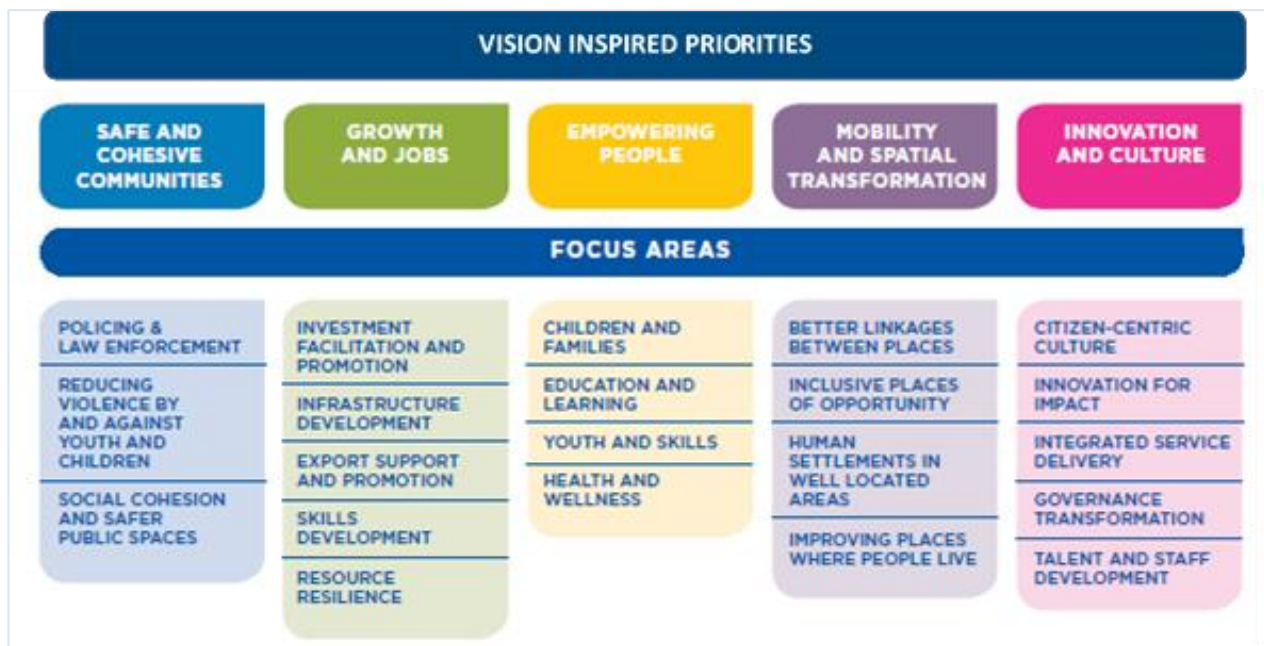 VISION INSPIRED PRIORITIES
SAFE AND
COHESIVE
COMMUNITIES
GROWTH
AND JOBS
EMPOWERING
PEOPLE
MOBILITY
AND SPATIAL
TRANSFORMATION
INNOVATION
AND CULTURE
FOCUS AREAS
POLICING &
LAW ENFORCEMENT
REDUCING
VIOLENCE BY
AND AGAINST
YOUTH AND
CHILDREN
SOCIAL COHESION
AND SAFER
PUBLIC SPACES
INVESTMENT
FACILITATION AND
PROMOTION
INFRASTRUCTURE
DEVELOPMENT
EXPORT SUPPORT
AND PROMOTION
SKILLS
DEVELOPMENT
RESOURCE
RESILIENCE
CHILDREN AND
FAMILIES
EDUCATION AND
LEARNING
YOUTH AND SKILLS
HEALTH AND
WELLNESS
BETTER LINKAGES
BETWEEN PLACES
INCLUSIVE PLACES
OF OPPORTUNITY
HUMAN
SETTLEMENTS IN
WELL LOCATED
AREAS
IMPROVING PLACES
WHERE PEOPLE LIVE
CITIZEN-CENTRIC
CULTURE
INNOVATION FOR
IMPACT
INTEGRATED SERVICE
DELIVERY
GOVERNANCE
TRANSFORMATION
TALENT AND STAFF
DEVELOPMENT